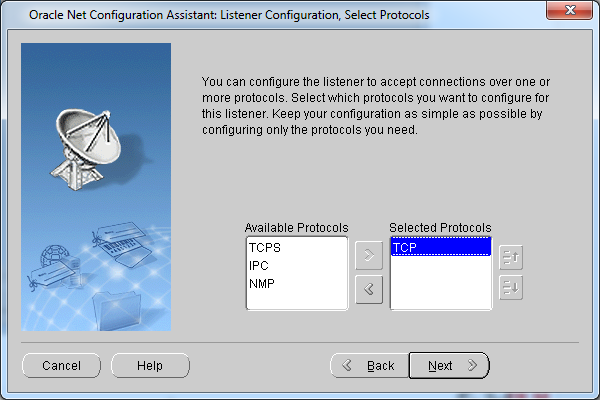 Oracle Net Configuration Assistant: Listener Configuration, Select Protocols
You can configure the listener to accept connections over one or
more protocols. Select which protocols you want to configure for
this listener. Keep your configuration as simple as possible by
configuring only the protocols you need.
Available Protocols
TCPS
IPC
NMP
Selected Protocols
TCP
Cancel
Help
Back
Next